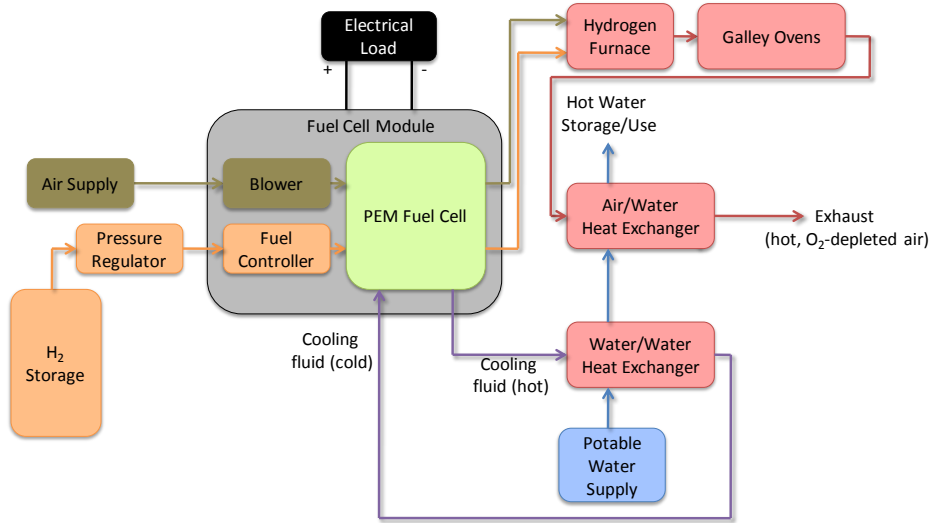 Electrical
Load
+
-
Hydrogen
Furnace
Galley Ovens
Fuel Cell Module
Hot Water
Storage/Use
Air Supply
Blower
PEM Fuel Cell
Air/Water
Heat Exchanger
Exhaust
(hot, O₂-depleted air)
Pressure
Regulator
Fuel
Controller
H₂
Storage
Cooling
fluid (cold)
Cooling
fluid (hot)
Water/Water
Heat Exchanger
Potable
Water
Supply